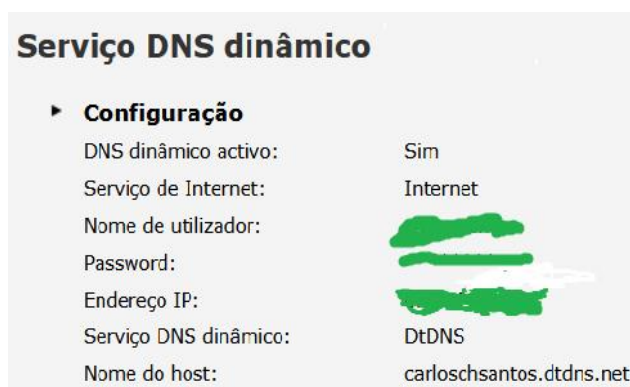 Serviço DNS dinâmico
Configuração
DNS dinâmico activo: Sim
Serviço de Internet: Internet
Nome de utilizador:
Password:
Endereço IP:
Serviço DNS dinâmico: DtDNS
Nome do host: carloschsantos.dtdns.net